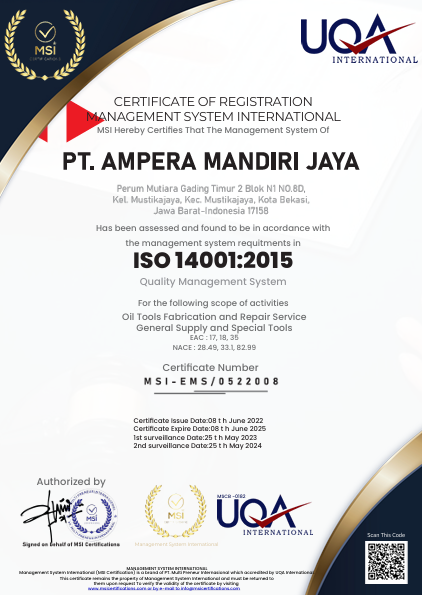 MSI
CERTIFICATIONS
UQA
INTERNATIONAL
CERTIFICATE OF REGISTRATION
MANAGEMENT SYSTEM INTERNATIONAL
MSI Hereby Certifies That The Management System Of
PT. AMPERA MANDIRI JAYA
Perum Mutiara Gading Timur 2 Blok N1 NO.8D,
Kel. Mustikajaya, Kec. Mustikajaya, Kota Bekasi,
Jawa Barat-Indonesia 17158
Has been assessed and found to be in acordance with
the management system requitments in
ISO 14001:2015
Quality Management System
For the following scope of activities
Oil Tools Fabrication and Repair Service
General Supply and Special Tools
EAC : 17, 18, 35
NACE : 28.49, 33.1, 82.99
Certificate Number
MSI-EMS/0522008
Certificate Issue Date:08 t h June 2022
Certificate Expire Date:08 t h June 2025
1st surveillance Date:25 t h May 2023
2nd surveillance Date:25 t h May 2024
Authorized by
MSI
Signed on behalf of MSI Certifications
MSI
Management System International
MSCB -0182
UQA
INTERNATIONAL
Scan This Code
MANAGEMENT SYSTEM INTERNATIONAL
Management System International (MSI Certification) is a brand of PT. Multi Preneur International which accredited by UQA International
This certificate remains the property of Management System International and must be returned to
them upon request To verify the validity of the certificate by visiting
www.msicertifications.com or by e-mail to info@msicertifications.com